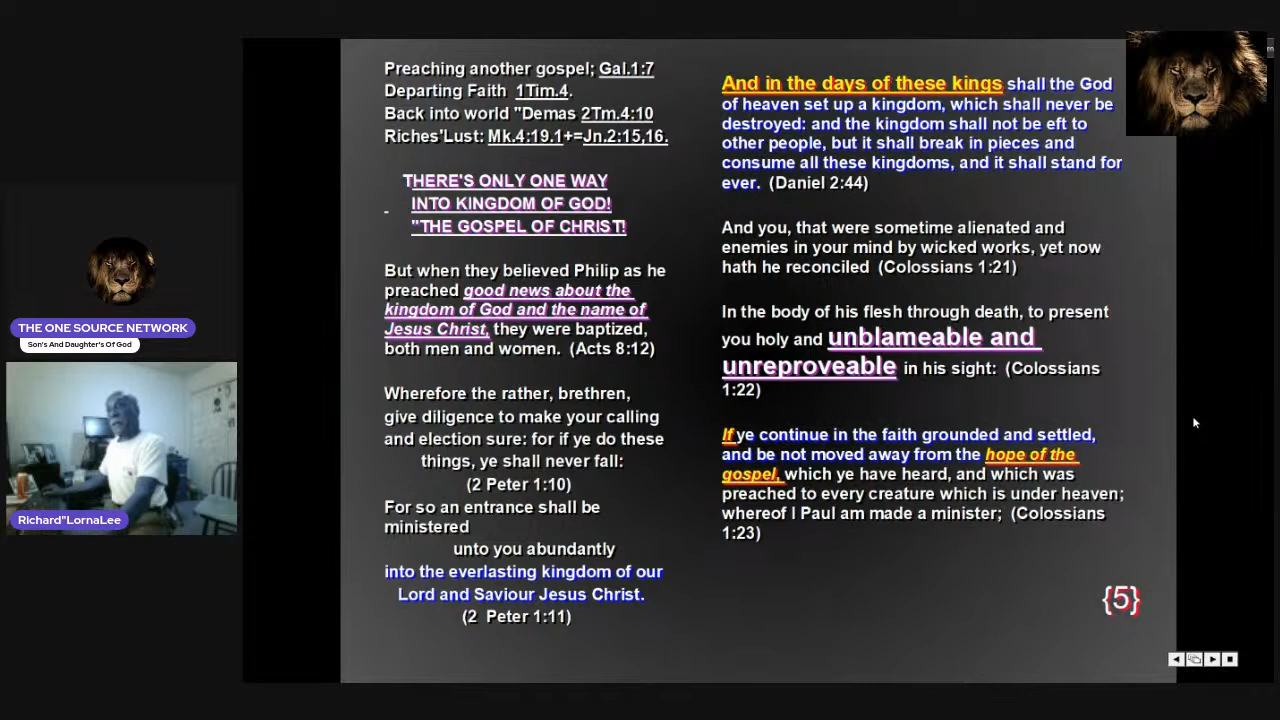 Preaching another gospel; Gal.1:7
Departing Faith 1Tim.4.
Back into world "Demas 2Tm.4:10
Riches'Lust: Mk.4:19.1+=Jn.2:15,16.
THERE'S ONLY ONE WAY
- INTO KINGDOM OF GOD!
"THE GOSPEL OF CHRIST!
But when they believed Philip as he
preached good news about the
kingdom of God and the name of
Jesus Christ, they were baptized,
both men and women. (Acts 8:12)
Wherefore the rather, brethren,
give diligence to make your calling
and election sure: for if ye do these
things, ye shall never fall:
(2 Peter 1:10)
For so an entrance shall be
ministered
unto you abundantly
into the everlasting kingdom of our
Lord and Saviour Jesus Christ.
(2 Peter 1:11)
And in the days of these kings shall the God
of heaven set up a kingdom, which shall never be
destroyed: and the kingdom shall not be eft to
other people, but it shall break in pieces and
consume all these kingdoms, and it shall stand for
ever. (Daniel 2:44)
And you, that were sometime alienated and
enemies in your mind by wicked works, yet now
hath he reconciled (Colossians 1:21)
In the body of his flesh through death, to present
you holy and unblameable and
unreproveable in his sight: (Colossians
1:22)
If ye continue in the faith grounded and settled,
and be not moved away from the hope of the
gospel, which ye have heard, and which was
preached to every creature which is under heaven;
whereof I Paul am made a minister; (Colossians
1:23)
{5}
THE ONE SOURCE NETWORK
Son's And Daughter's Of God
Richard"LornaLee